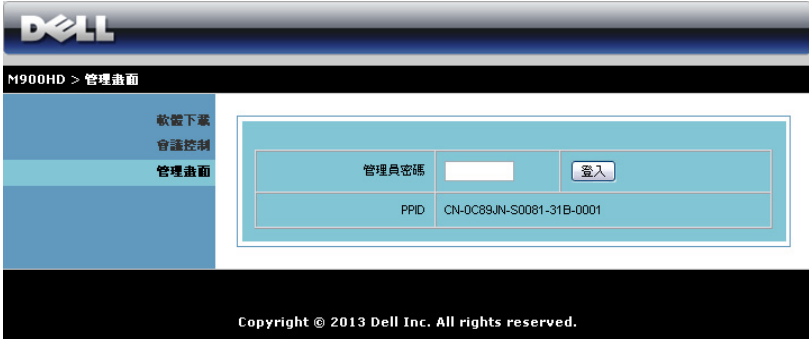 DELL
M900HD > 管理畫面
軟體下載
會議控制
管理畫面
管理員密碼
登入
PPID CN-0C89JN-S0081-31B-0001
Copyright © 2013 Dell Inc. All rights reserved.